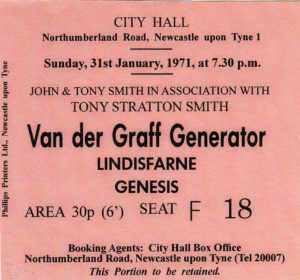 CITY HALL
Northumberland Road, Newcastle upon Tyne 1
Sunday, 31st January, 1971, at 7.30 p.m.
JOHN & TONY SMITH IN ASSOCIATION WITH
TONY STRATTON SMITH
Van der Graff Generator
LINDISFARNE
GENESIS
AREA 30p (6') SEAT F 18
Booking Agents: City Hall Box Office
Northumberland Road, Newcastle upon Tyne (Tel 20007)
This Portion to be retained.
Phillips Printers Ltd., Newcastle upon Tyne